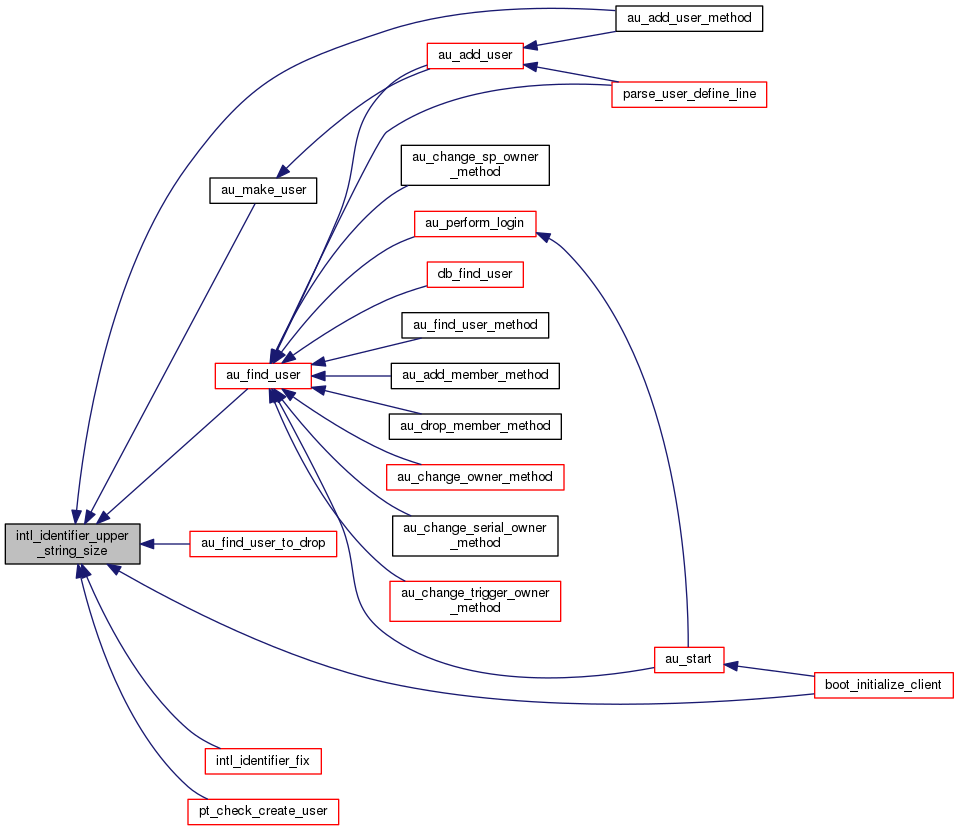 au_add_user_method
au_add_user
parse_user_define_line
au_change_sp_owner
_method
au_make_user
au_perform_login
db_find_user
au_find_user_method
au_find_user
au_add_member_method
au_drop_member_method
au_change_owner_method
au_change_serial_owner
_method
intl_identifier_upper
_string_size
au_find_user_to_drop
au_change_trigger_owner
_method
au_start
boot_initialize_client
intl_identifier_fix
pt_check_create_user